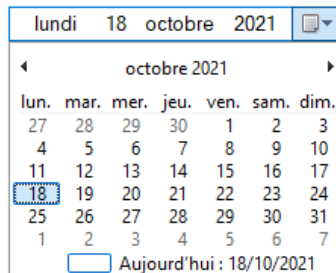 lundi 18 octobre 2021
octobre 2021
lun. mar. mer. jeu. ven. sam. dim.
27 28 29 30 1 2 3
4 5 6 7 8 9 10
11 12 13 14 15 16 17
18 19 20 21 22 23 24
25 26 27 28 29 30 31
1 2 3 4 5 6 7
Aujourd'hui : 18/10/2021